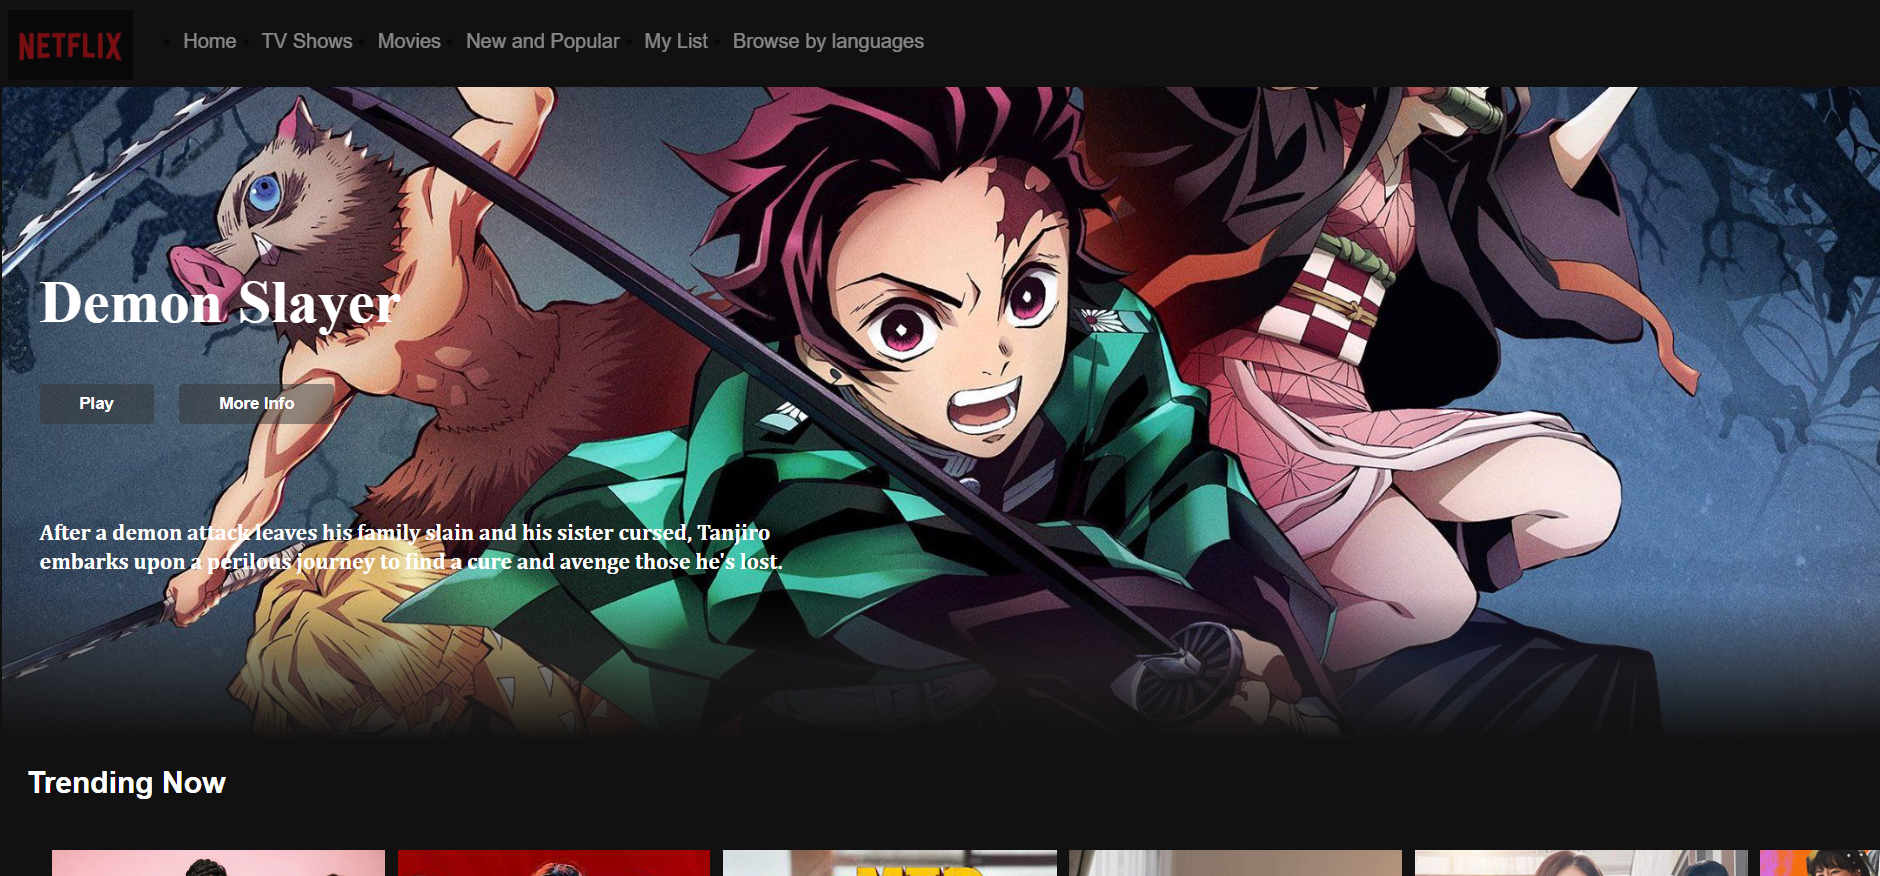 NETFLIX
Home TV Shows Movies New and Popular My List Browse by languages
Demon Slayer
Play More Info
After a demon attack leaves his family slain and his sister cursed, Tanjiro
embarks upon a perilous journey to find a cure and avenge those he's lost.
Trending Now